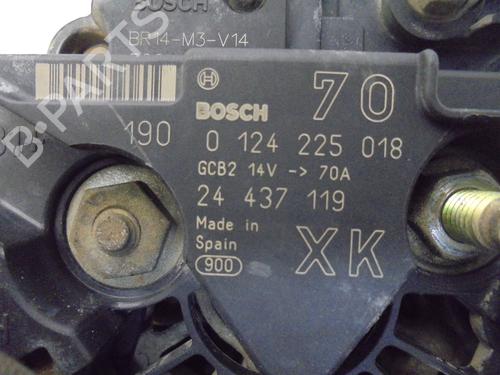 BOSCH
BR14-M3-V14
B-PARTS
BOSCH 70
190 0 124 225 018
GCB2 14V -> 70A
24 437 119
Made in
Spain
900
XK